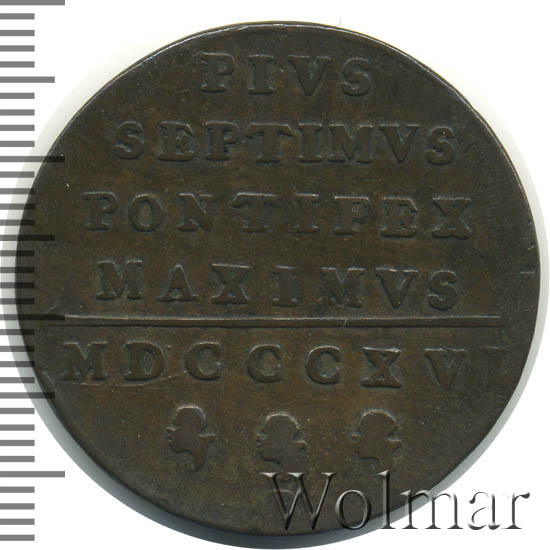 PIVS
SEPTIMVS
PONTIFEX
MAXIMVS
MDCCCXVI
Wolmar